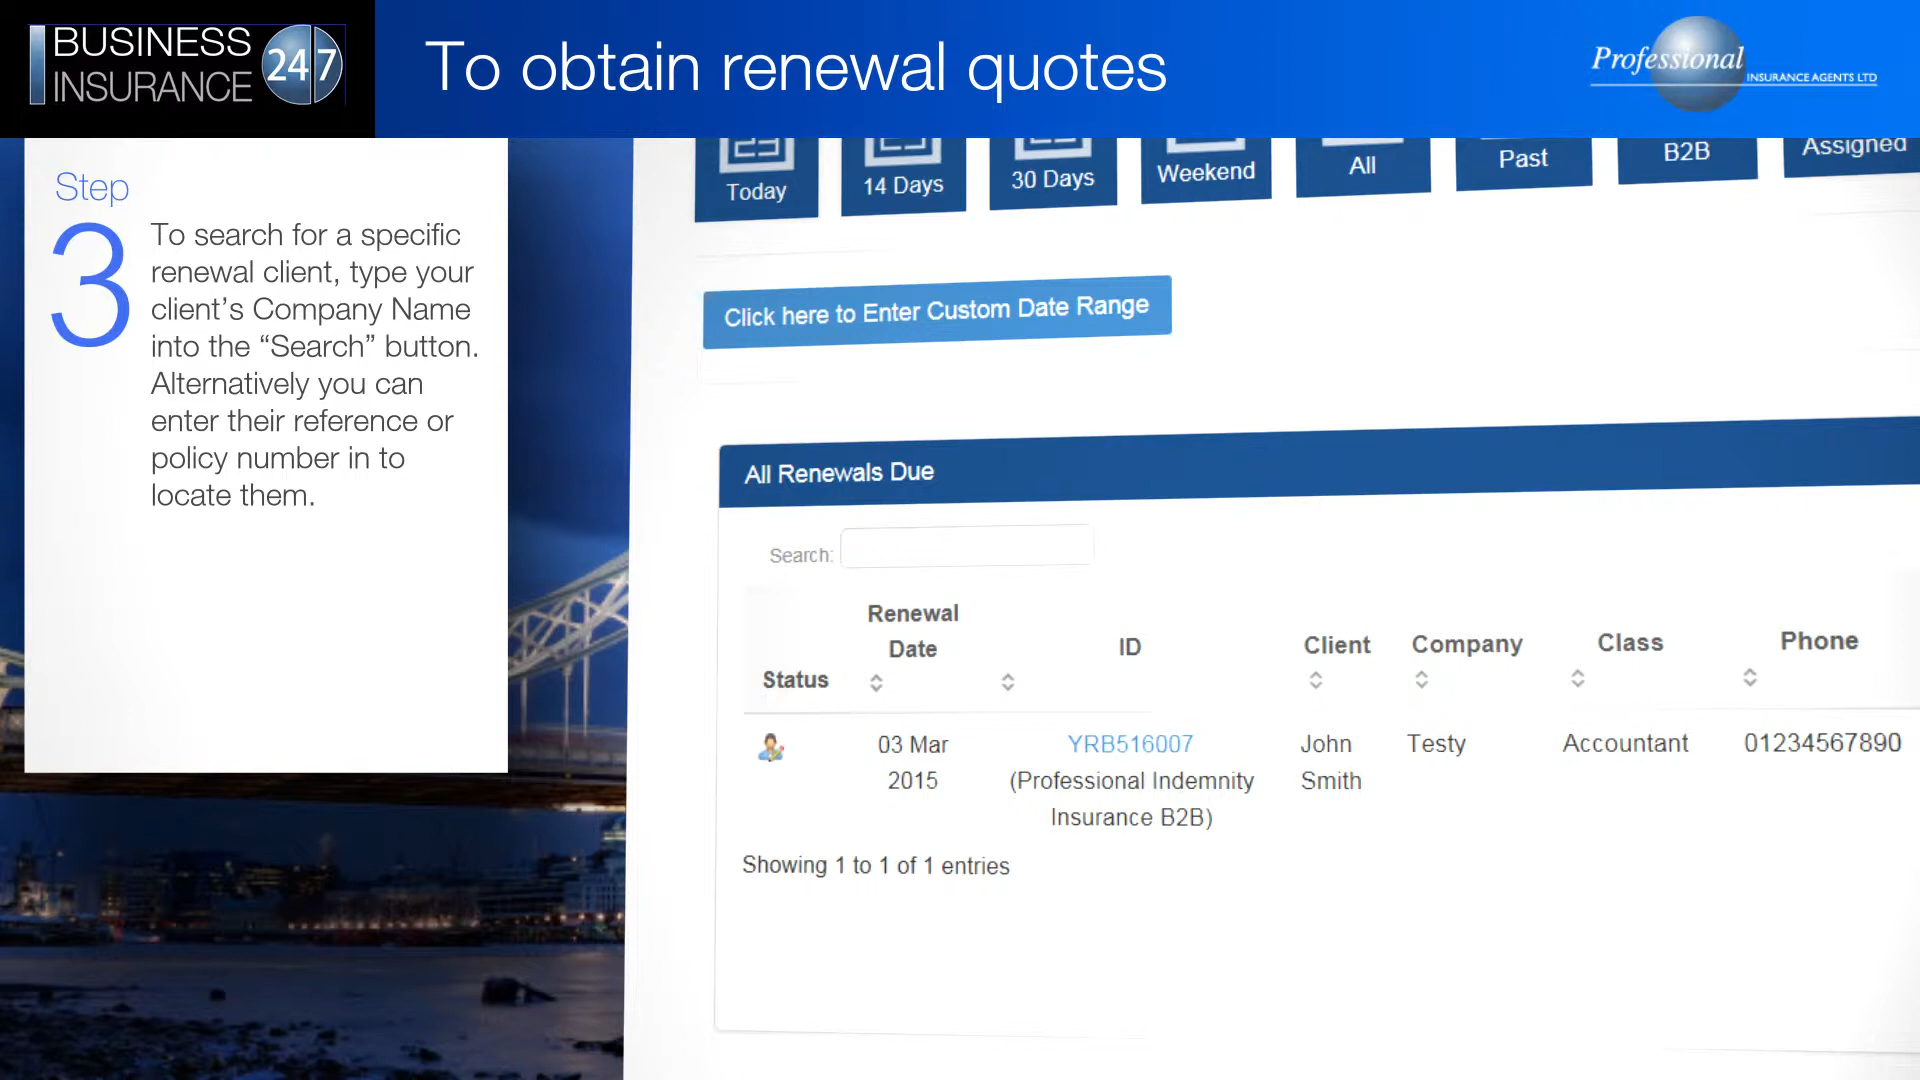 BUSINESS
INSURANCE
24 7
To obtain renewal quotes
Professional
INSURANCE AGENTS LTD
Step
3
To search for a specific
renewal client, type your
client’s Company Name
into the “Search” button.
Alternatively you can
enter their reference or
policy number in to
locate them.
Today
14 Days
30 Days
Weekend
All
Past
B2B
Assigned
Click here to Enter Custom Date Range
All Renewals Due
Search:
Status
Renewal
Date
ID
Client
Company
Class
Phone
03 Mar
2015
YRB516007
(Professional Indemnity
Insurance B2B)
John
Smith
Testy
Accountant
01234567890
Showing 1 to 1 of 1 entries